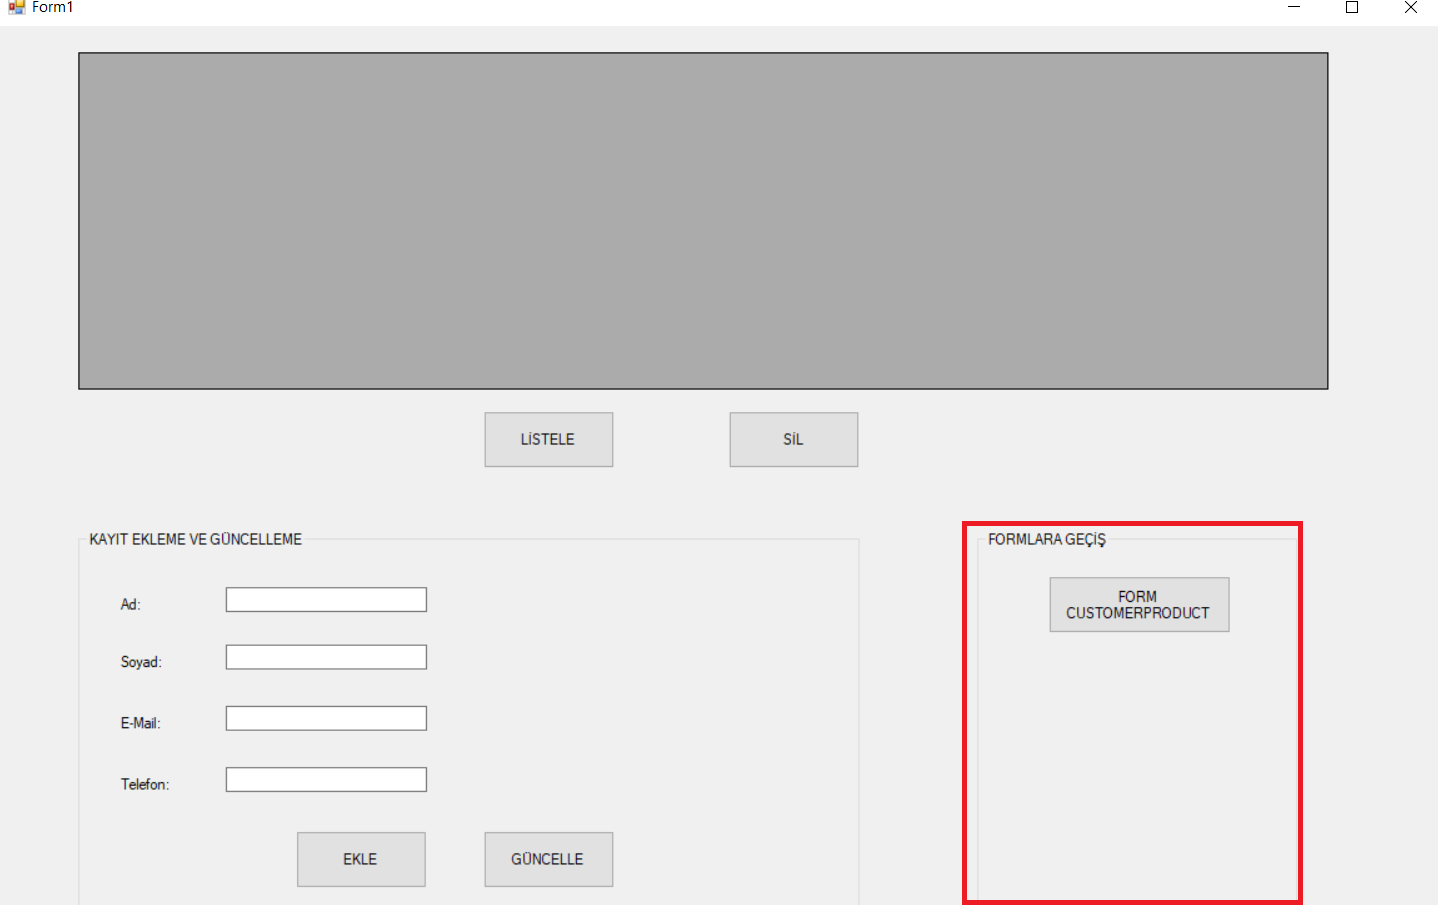 Form1
LİSTELE
SİL
KAYIT EKLEME VE GÜNCELLEME
FORMLARA GEÇİŞ
FORM
CUSTOMERPRODUCT
Ad:
Soyad:
E-Mail:
Telefon:
EKLE
GÜNCELLE